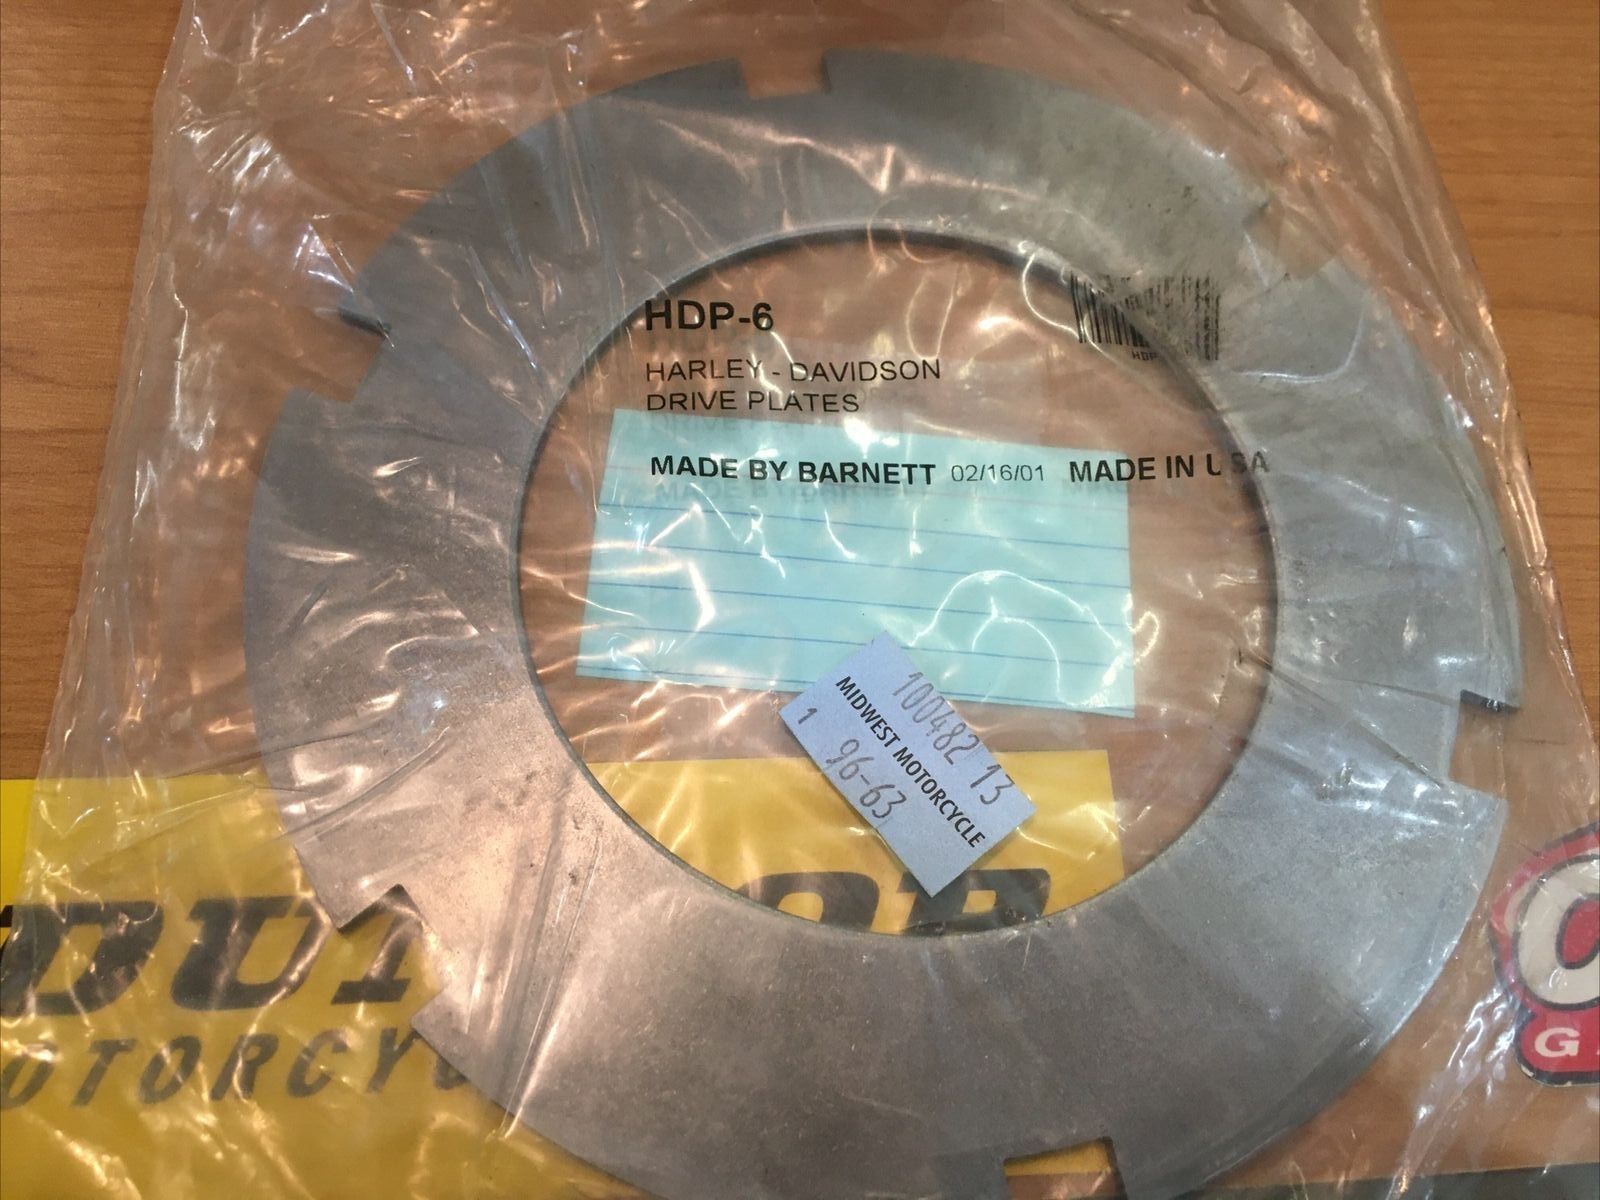 HDP-6
HARLEY - DAVIDSON
DRIVE PLATES
MADE BY BARNETT 02/16/01 MADE IN USA
HDP
100482 13
MIDWEST MOTORCYCLE
1
96-63
G